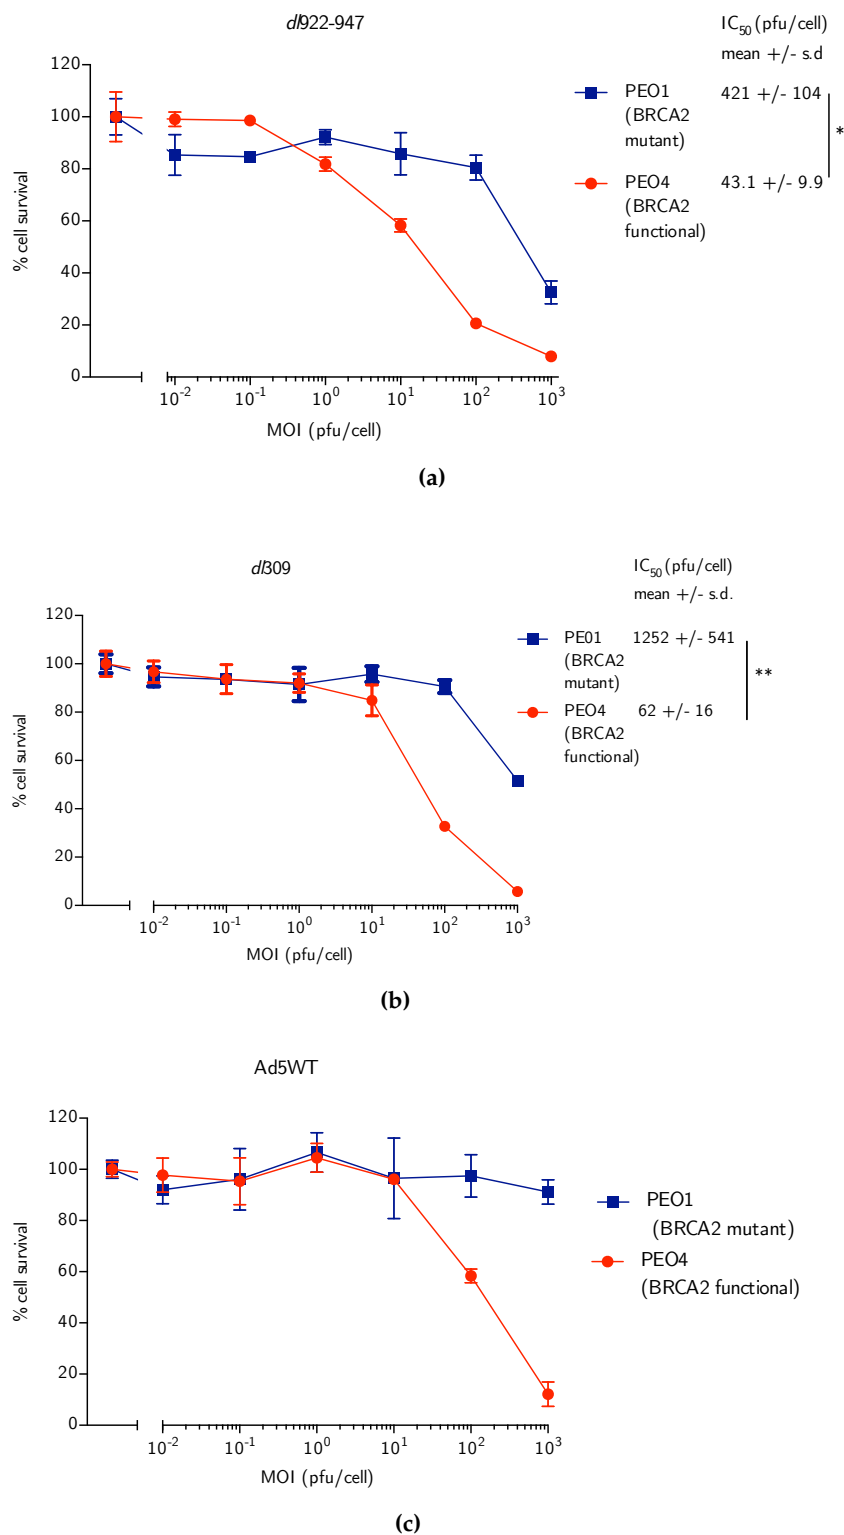 dl922-947
IC50 (pfu/cell)
mean +/- s.d
120
100
80
60
40
20
0
% cell survival
10-2
10-1
100
101
102
103
MOI (pfu/cell)
PEO1
(BRCA2
mutant)
421 +/- 104
*
PEO4
(BRCA2
functional)
43.1 +/- 9.9
(a)
dl309
IC50 (pfu/cell)
mean +/- s.d.
120
100
80
60
40
20
0
% cell survival
10-2
10-1
100
101
102
103
MOI (pfu/cell)
PE01
(BRCA2
mutant)
1252 +/- 541
**
PEO4
(BRCA2
functional)
62 +/- 16
(b)
Ad5WT
120
100
80
60
40
20
0
% cell survival
10-2
10-1
100
101
102
103
MOI (pfu/cell)
PEO1
(BRCA2 mutant)
PEO4
(BRCA2 functional)
(c)